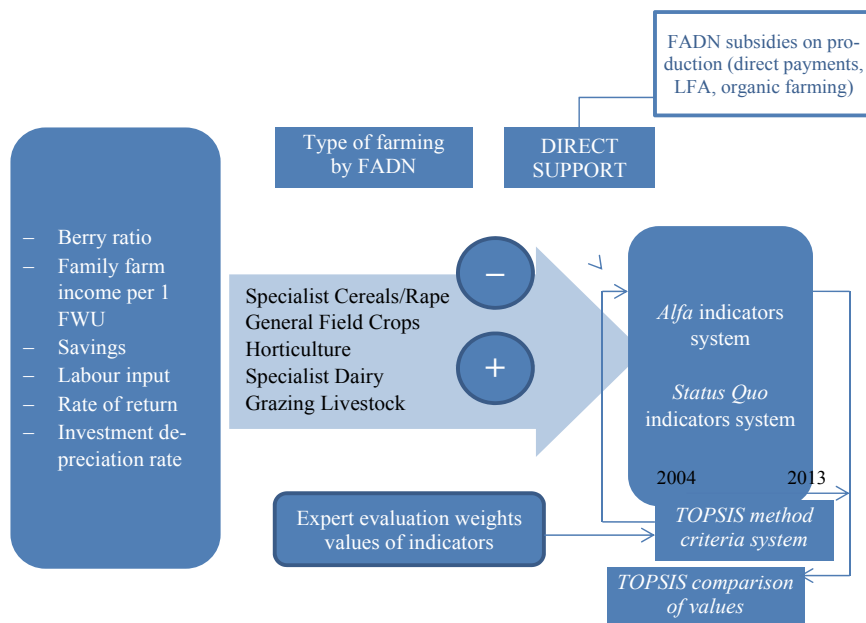 FADN subsidies on pro-
duction (direct payments,
LFA, organic farming)
Type of farming
by FADN
DIRECT
SUPPORT
– Berry ratio
– Family farm
income per 1
FWU
– Savings
– Labour input
– Rate of return
– Investment de-
preciation rate
–
+
Specialist Cereals/Rape
General Field Crops
Horticulture
Specialist Dairy
Grazing Livestock
Alfa indicators
system
Status Quo
indicators system
2004 2013
Expert evaluation weights
values of indicators
TOPSIS method
criteria system
TOPSIS comparison
of values